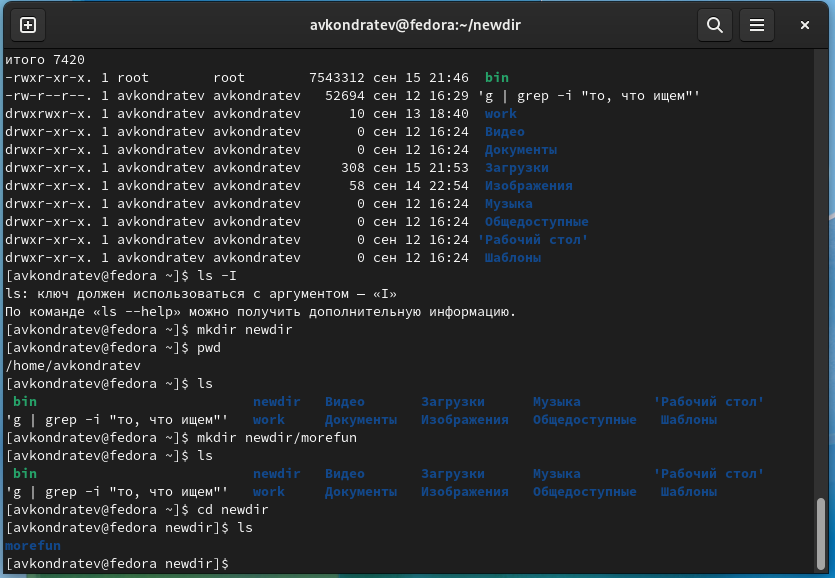 avkondratev@fedora:~/newdir
итого 7420
-rwxr-xr-x. 1 root        root        7543312 сен 15 21:46  bin
-rw-r--r--. 1 avkondratev avkondratev   52694 сен 12 16:29 'g | grep -i "то, что ищем"'
drwxrwxr-x. 1 avkondratev avkondratev      10 сен 13 18:40  work
drwxr-xr-x. 1 avkondratev avkondratev       0 сен 12 16:24  Видео
drwxr-xr-x. 1 avkondratev avkondratev       0 сен 12 16:24  Документы
drwxr-xr-x. 1 avkondratev avkondratev     308 сен 15 21:53  Загрузки
drwxr-xr-x. 1 avkondratev avkondratev      58 сен 14 22:54  Изображения
drwxr-xr-x. 1 avkondratev avkondratev       0 сен 12 16:24  Музыка
drwxr-xr-x. 1 avkondratev avkondratev       0 сен 12 16:24  Общедоступные
drwxr-xr-x. 1 avkondratev avkondratev       0 сен 12 16:24 'Рабочий стол'
drwxr-xr-x. 1 avkondratev avkondratev       0 сен 12 16:24  Шаблоны
[avkondratev@fedora ~]$ ls -I
ls: ключ должен использоваться с аргументом — «I»
По команде «ls --help» можно получить дополнительную информацию.
[avkondratev@fedora ~]$ mkdir newdir
[avkondratev@fedora ~]$ pwd
/home/avkondratev
[avkondratev@fedora ~]$ ls
 bin                           newdir   Видео       Загрузки      Музыка         'Рабочий стол'
'g | grep -i "то, что ищем"'   work     Документы   Изображения   Общедоступные   Шаблоны
[avkondratev@fedora ~]$ mkdir newdir/morefun
[avkondratev@fedora ~]$ ls
 bin                           newdir   Видео       Загрузки      Музыка         'Рабочий стол'
'g | grep -i "то, что ищем"'   work     Документы   Изображения   Общедоступные   Шаблоны
[avkondratev@fedora ~]$ cd newdir
[avkondratev@fedora newdir]$ ls
morefun
[avkondratev@fedora newdir]$